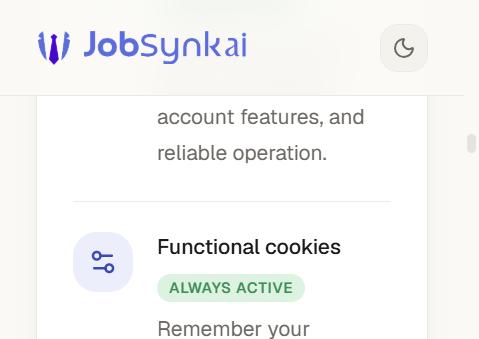 JobSynkai
account features, and
reliable operation.
Functional cookies
ALWAYS ACTIVE
Remember your